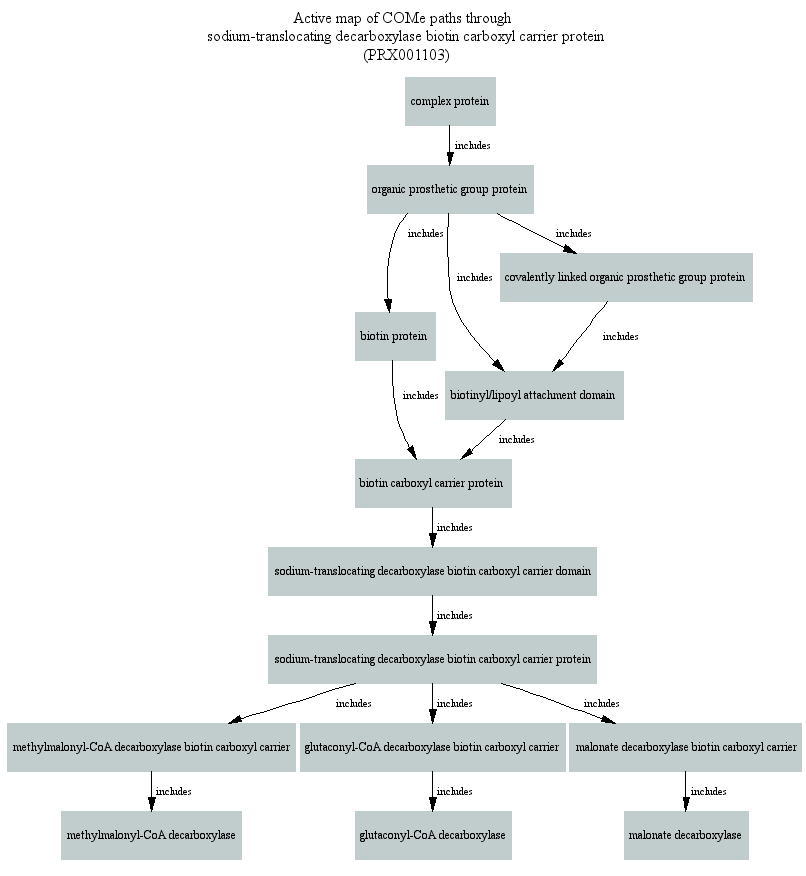 Active map of COMe paths through
sodium-translocating decarboxylase biotin carboxyl carrier protein
(PRX001103)
complex protein
includes
organic prosthetic group protein
includes
includes
includes
covalently linked organic prosthetic group protein
biotin protein
includes
includes
biotinyl/lipoyl attachment domain
includes
biotin carboxyl carrier protein
includes
sodium-translocating decarboxylase biotin carboxyl carrier domain
includes
sodium-translocating decarboxylase biotin carboxyl carrier protein
includes
includes
includes
methylmalonyl-CoA decarboxylase biotin carboxyl carrier
glutaconyl-CoA decarboxylase biotin carboxyl carrier
malonate decarboxylase biotin carboxyl carrier
includes
includes
includes
methylmalonyl-CoA decarboxylase
glutaconyl-CoA decarboxylase
malonate decarboxylase